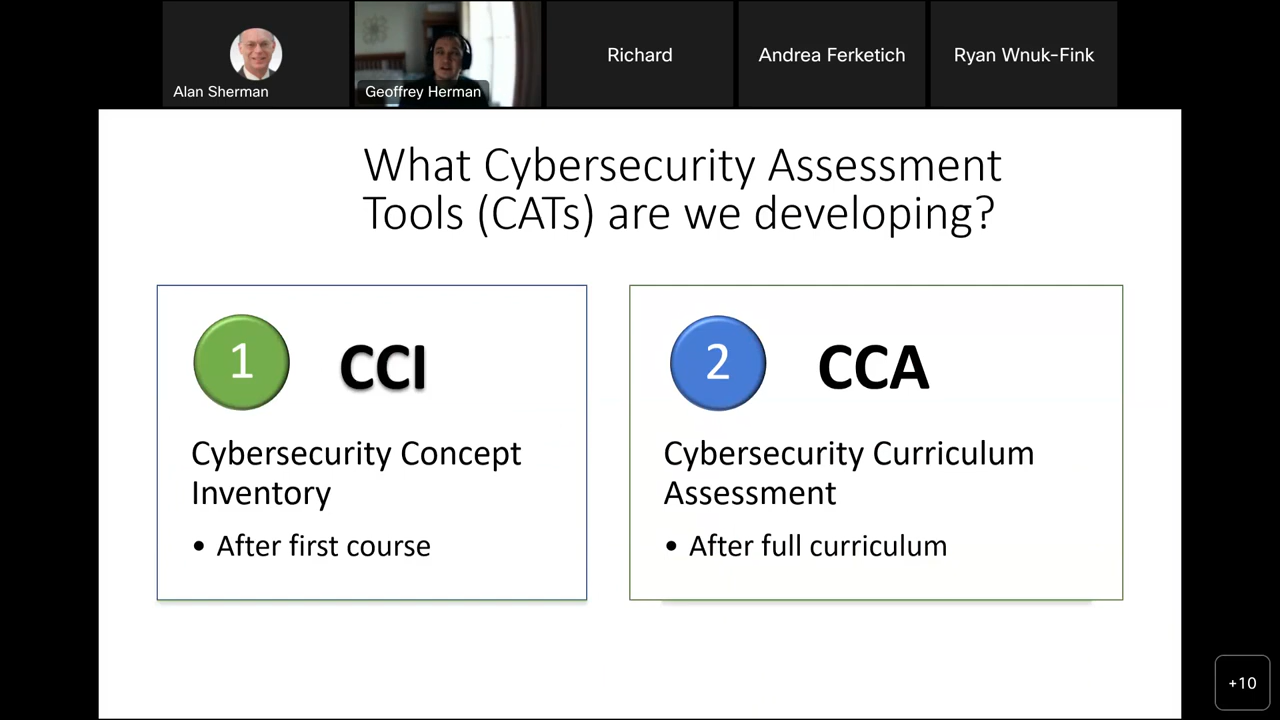 Alan Sherman
Geoffrey Herman
Richard
Andrea Ferketich
Ryan Wnuk-Fink
What Cybersecurity Assessment
Tools (CATs) are we developing?
1
CCI
Cybersecurity Concept
Inventory
• After first course
2
CCA
Cybersecurity Curriculum
Assessment
• After full curriculum
+10